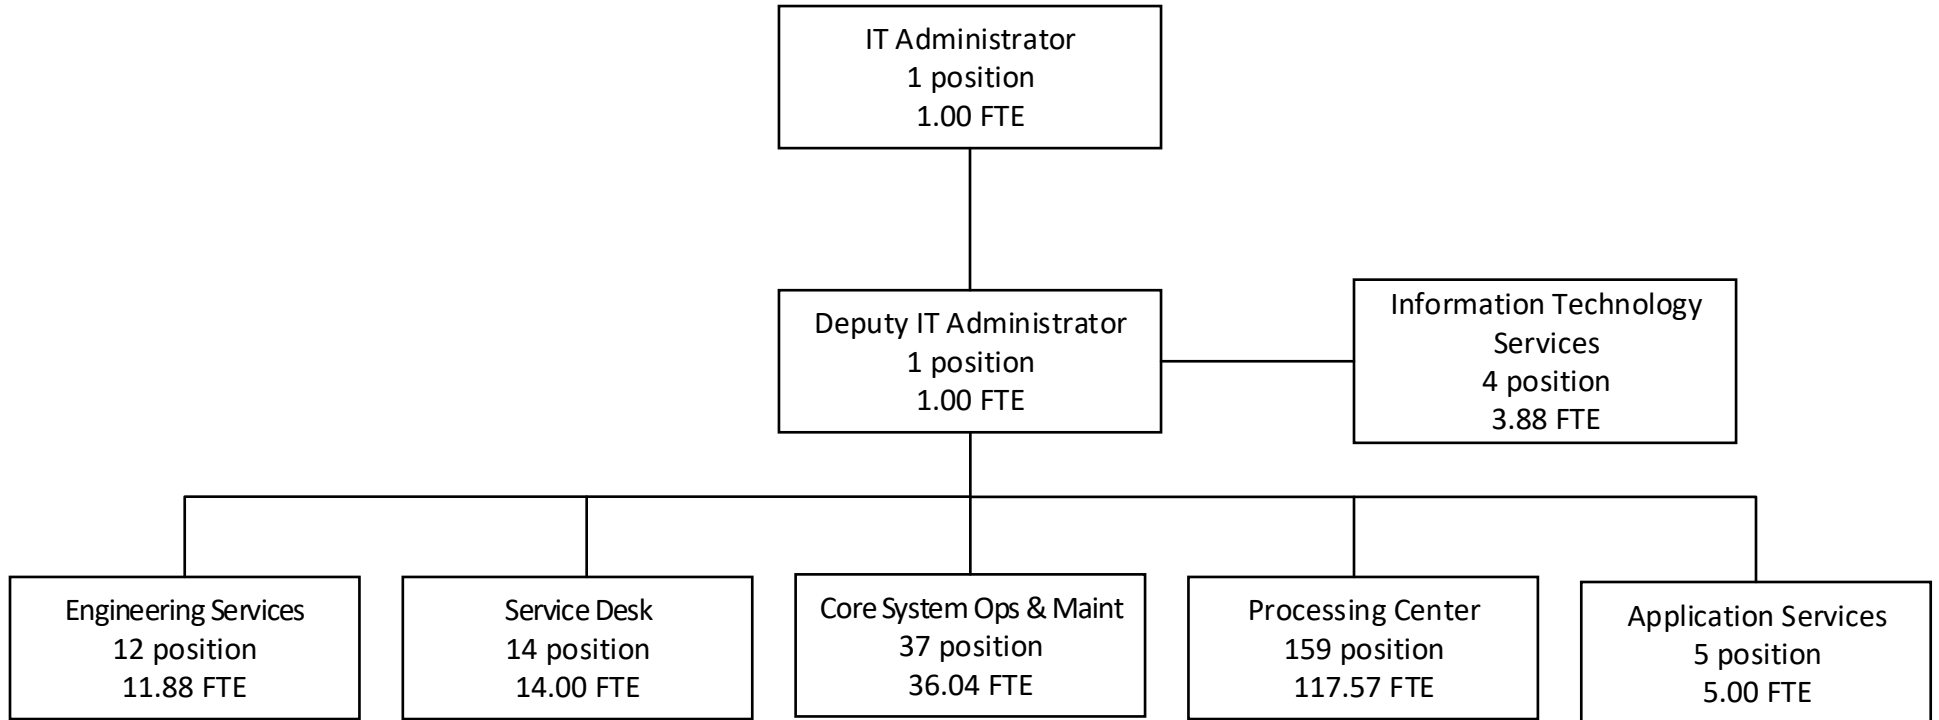 IT Administrator
1 position
1.00 FTE
Deputy IT Administrator
1 position
1.00 FTE
Information Technology
Services
4 position
3.88 FTE
Engineering Services
12 position
11.88 FTE
Service Desk
14 position
14.00 FTE
Core System Ops & Maint
37 position
36.04 FTE
Processing Center
159 position
117.57 FTE
Application Services
5 position
5.00 FTE